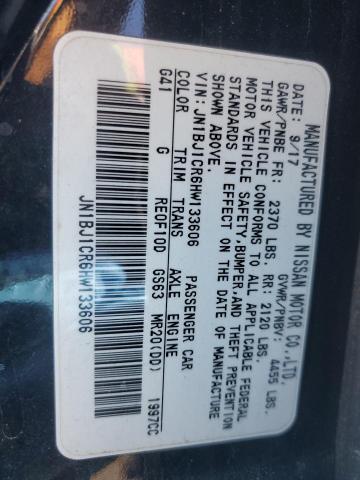 MANUFACTURED BY NISSAN MOTOR CO.,LTD.
DATE: 9/17 GVWR/PNBV: 4455 LBS.
GAWR/PNBE FR: 2370 LBS. RR: 2120 LBS.
THIS VEHICLE CONFORMS TO ALL APPLICABLE FEDERAL
MOTOR VEHICLE SAFETY,BUMPER,AND THEFT PREVENTION
STANDARDS IN EFFECT ON THE DATE OF MANUFACTURE
SHOWN ABOVE.
VIN: JN1BJ1CR6HW133606 PASSENGER CAR
COLOR TRIM TRANS AXLE ENGINE
G41 G RE0F10D GS63 MR20(DD) 1997CC
JN1BJ1CR6HW133606